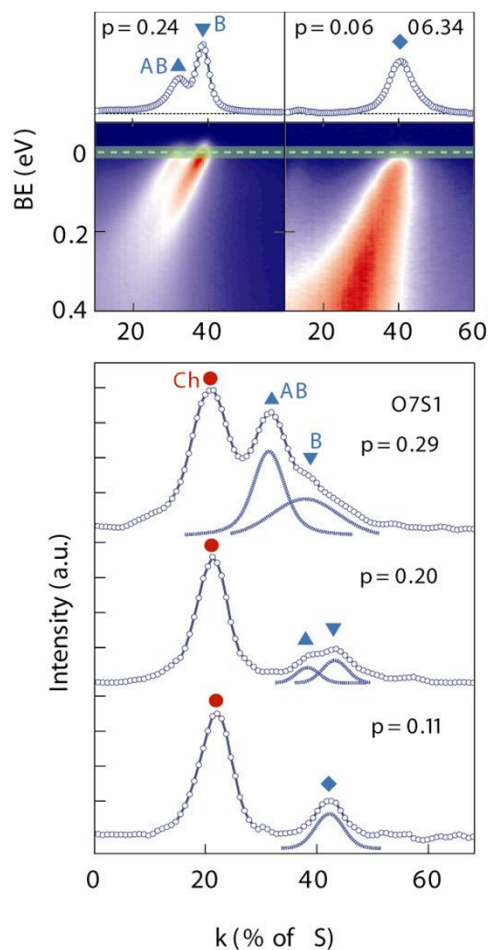 p = 0.24
B
AB
p = 0.06
06.34
BE (eV)
0
0.2
0.4
20
40
20
40
60
Ch
AB
B
O7S1
p = 0.29
p = 0.20
p = 0.11
Intensity (a.u.)
0
20
40
60
k (% of S)